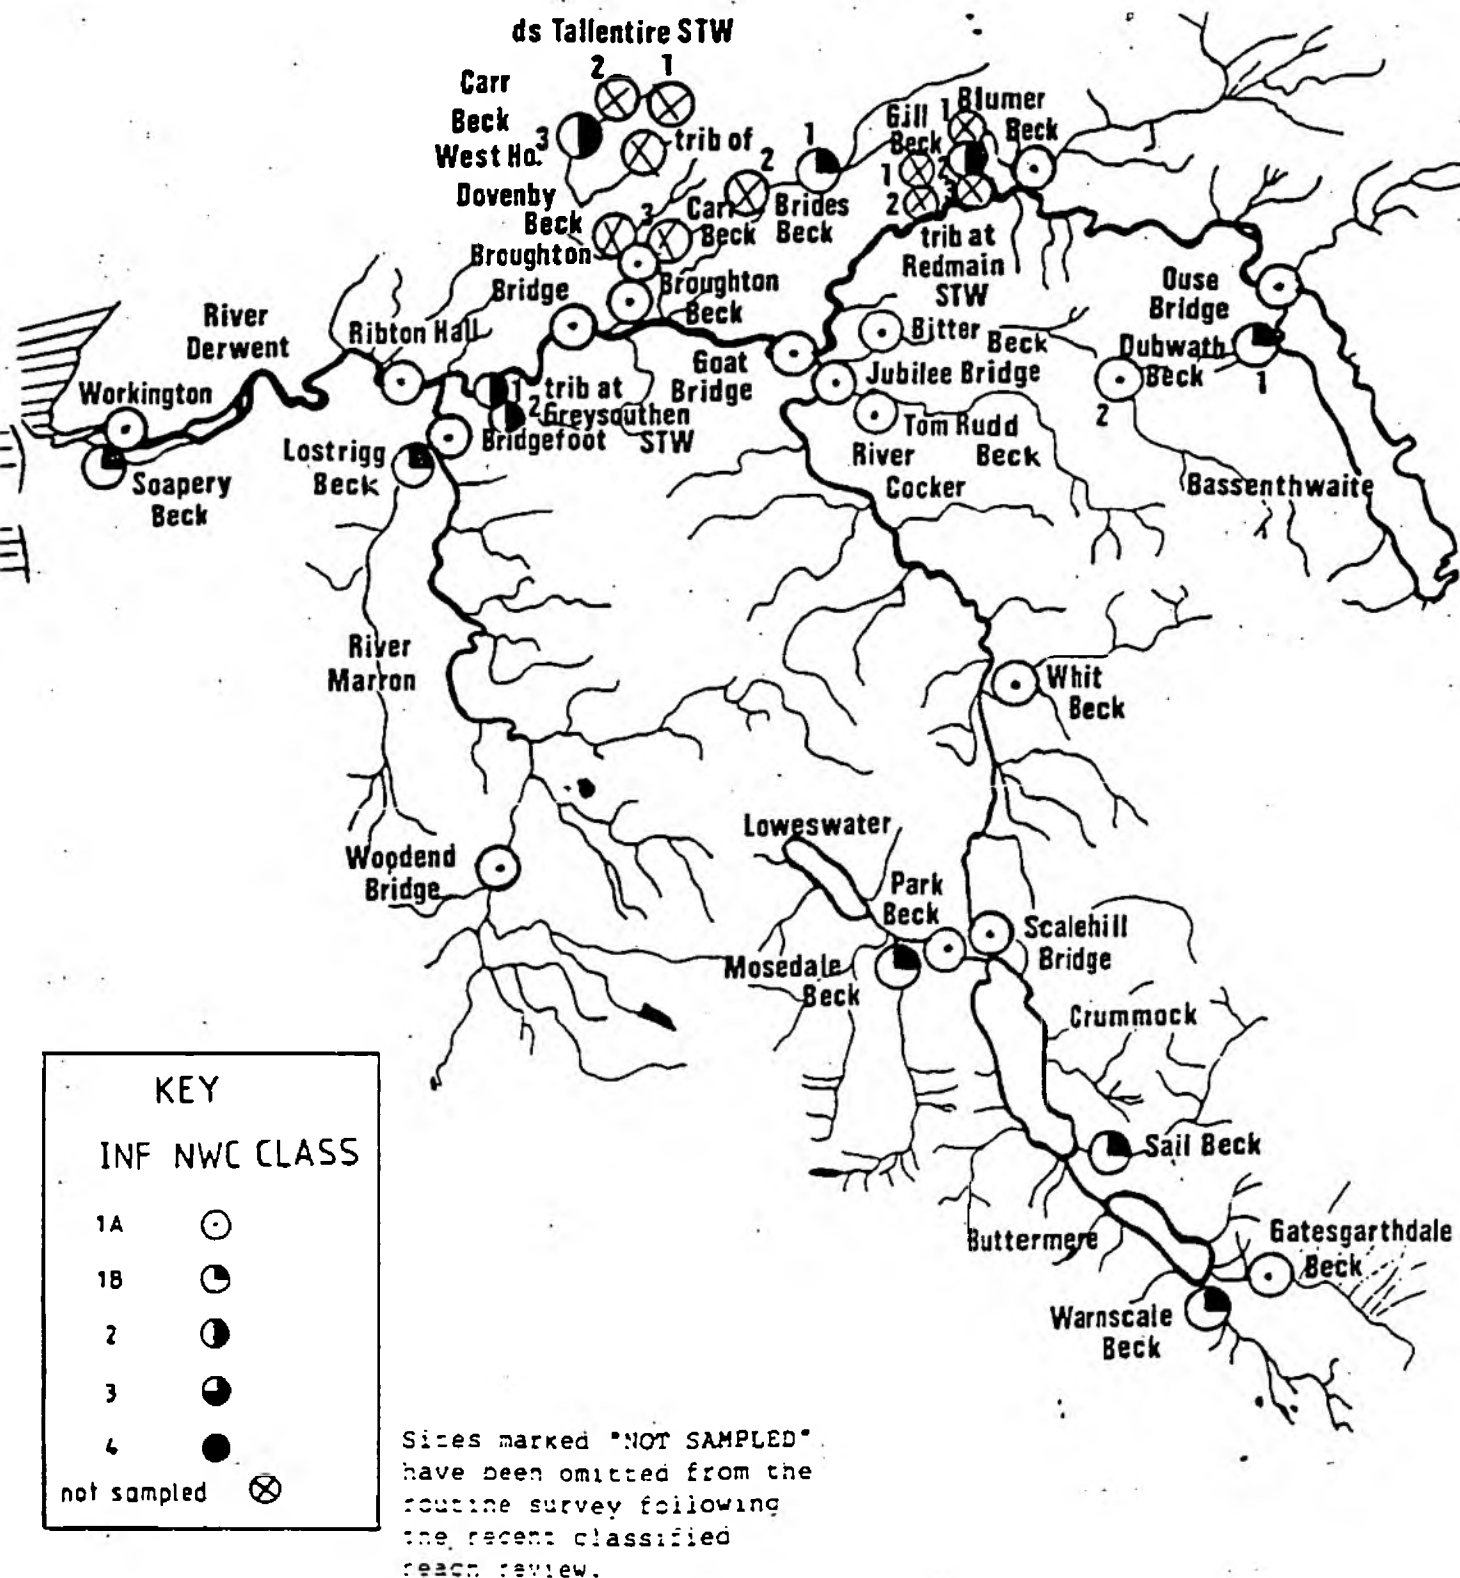 ds Tallentire STW
2
1
Carr
Beck
3
West Ho.
trib of
Dovenby
Beck
3
Carr
Beck
2
1
Brides
Beck
Gill
Beck
1
2
1
2
3
Blumer
Beck
trib at
Redmain
STW
Broughton
Bridge
Broughton
Beck
Ouse
Bridge
Dubwath
Beck
1
2
River
Derwent
Ribton Hall
Workington
Goat
Bridge
Bitter Beck
Jubilee Bridge
Tom Rudd
Beck
1
2
trib at
Greysouthen
STW
Bridgefoot
Lostrigg
Beck
Soapery
Beck
River
Cocker
Bassenthwaite
River
Marron
Whit
Beck
Loweswater
Woodend
Bridge
Park
Beck
Scalehill
Bridge
Mosedale
Beck
Crummock
Sail Beck
Buttermere
Gatesgarthdale
Beck
Warnscale
Beck
KEY
INF NWC CLASS
1A
1B
2
3
4
not sampled
Sites marked "NOT SAMPLED"
have been omitted from the
routine survey following
the recent classified
reach review.